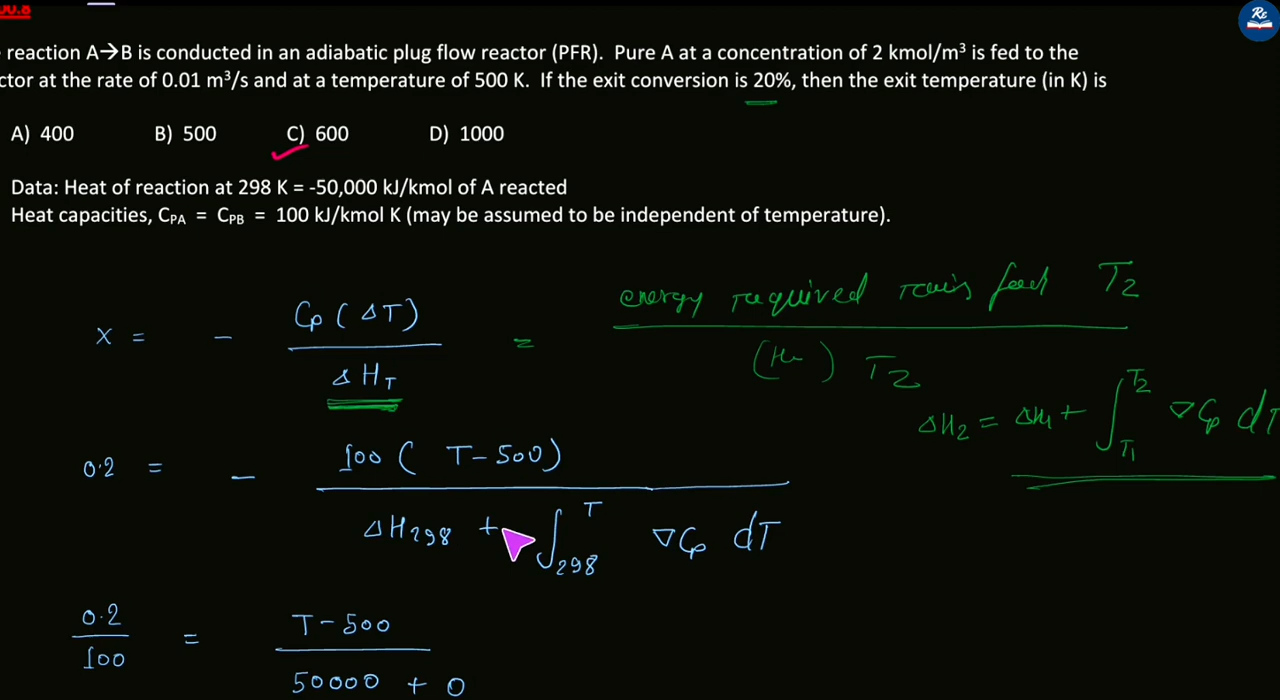 00.8
Re
reaction A→B is conducted in an adiabatic plug flow reactor (PFR). Pure A at a concentration of 2 kmol/m³ is fed to the
ctor at the rate of 0.01 m³/s and at a temperature of 500 K. If the exit conversion is 20%, then the exit temperature (in K) is
A) 400 B) 500 C) 600 D) 1000
Data: Heat of reaction at 298 K = -50,000 kJ/kmol of A reacted
Heat capacities, CPA = CPB = 100 kJ/kmol K (may be assumed to be independent of temperature).
energy required feed T2
X = - Cp (ΔT) / ΔHT = ( ) T2
ΔH2 = ΔH1 + ∫T1T2 ∇Cp dT
0.2 = - 100 ( T-500) / ΔH298 + ∫298T ∇Cp dT
0.2 / 100 = T-500 / 50000 + 0